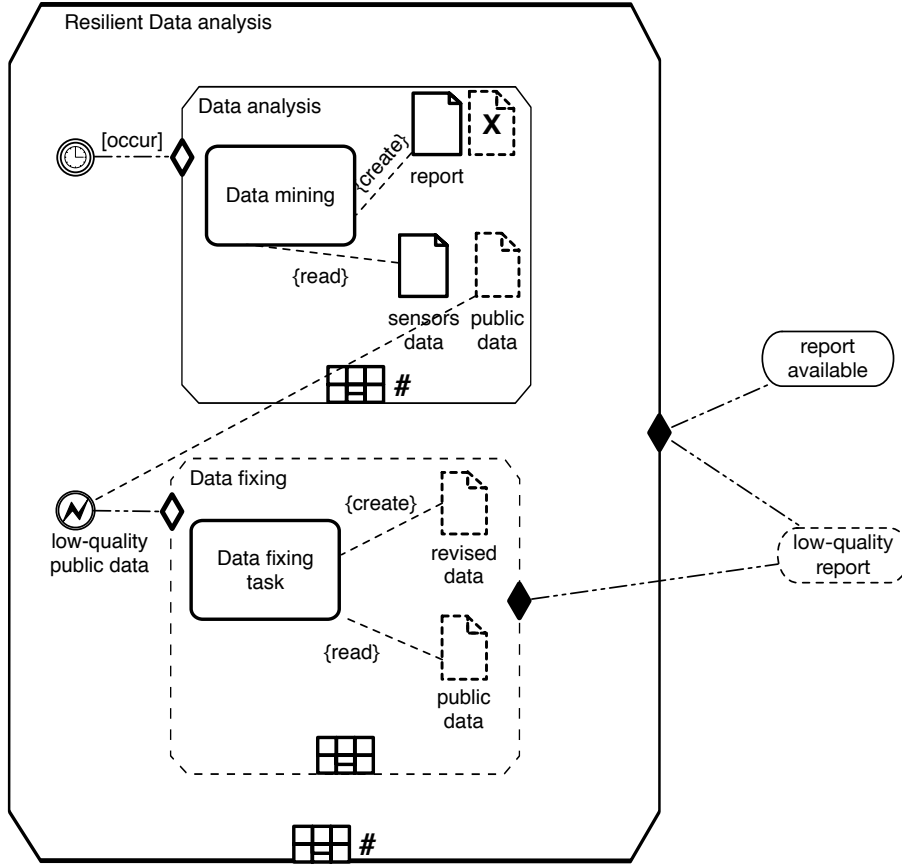 Resilient Data analysis
Data analysis
[occur]
X
{create}
Data mining
report
{read}
sensors
data
public
data
#
report
available
Data fixing
{create}
low-quality
public data
Data fixing
task
revised
data
low-quality
report
{read}
public
data
#